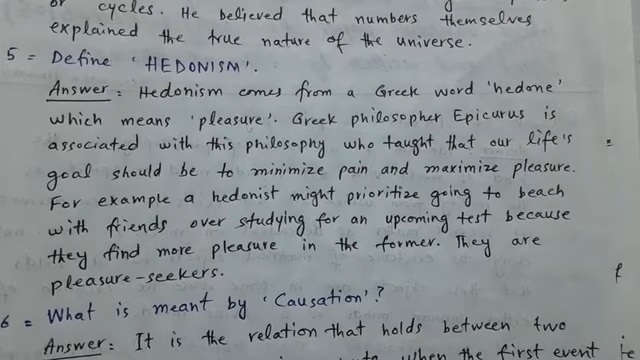 or cycles. He believed that numbers themselves
explained the true nature of the universe.
5 = Define 'HEDONISM'.
Answer: Hedonism comes from a Greek word 'hedone'
which means 'pleasure'. Greek philosopher Epicurus is
associated with this philosophy who taught that our life's
goal should be to minimize pain and maximize pleasure.
For example a hedonist might prioritize going to beach
with friends over studying for an upcoming test because
they find more pleasure in the former. They are
pleasure-seekers.
6 = What is meant by 'Causation'?
Answer: It is the relation that holds between two
when the first event is